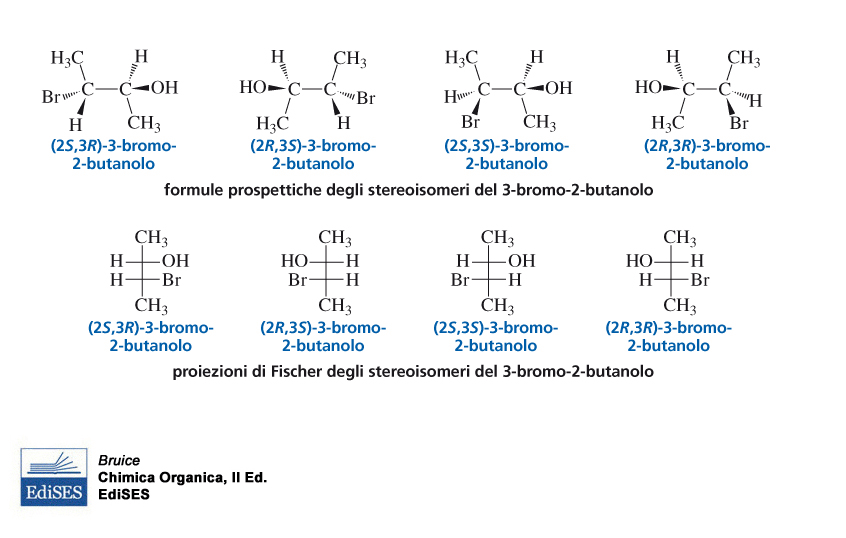 H₃C H H CH₃ H₃C H H CH₃
Br C C OH HO C C Br H C C OH HO C C H
H CH₃ H₃C H Br CH₃ H₃C Br
(2S,3R)-3-bromo- (2R,3S)-3-bromo- (2S,3S)-3-bromo- (2R,3R)-3-bromo-
2-butanolo 2-butanolo 2-butanolo 2-butanolo
formule prospettiche degli stereoisomeri del 3-bromo-2-butanolo
CH₃ CH₃ CH₃ CH₃
H OH HO H H OH HO H
H Br Br H Br H H Br
CH₃ CH₃ CH₃ CH₃
(2S,3R)-3-bromo- (2R,3S)-3-bromo- (2S,3S)-3-bromo- (2R,3R)-3-bromo-
2-butanolo 2-butanolo 2-butanolo 2-butanolo
proiezioni di Fischer degli stereoisomeri del 3-bromo-2-butanolo
EdiSES
Bruice
Chimica Organica, II Ed.
EdiSES